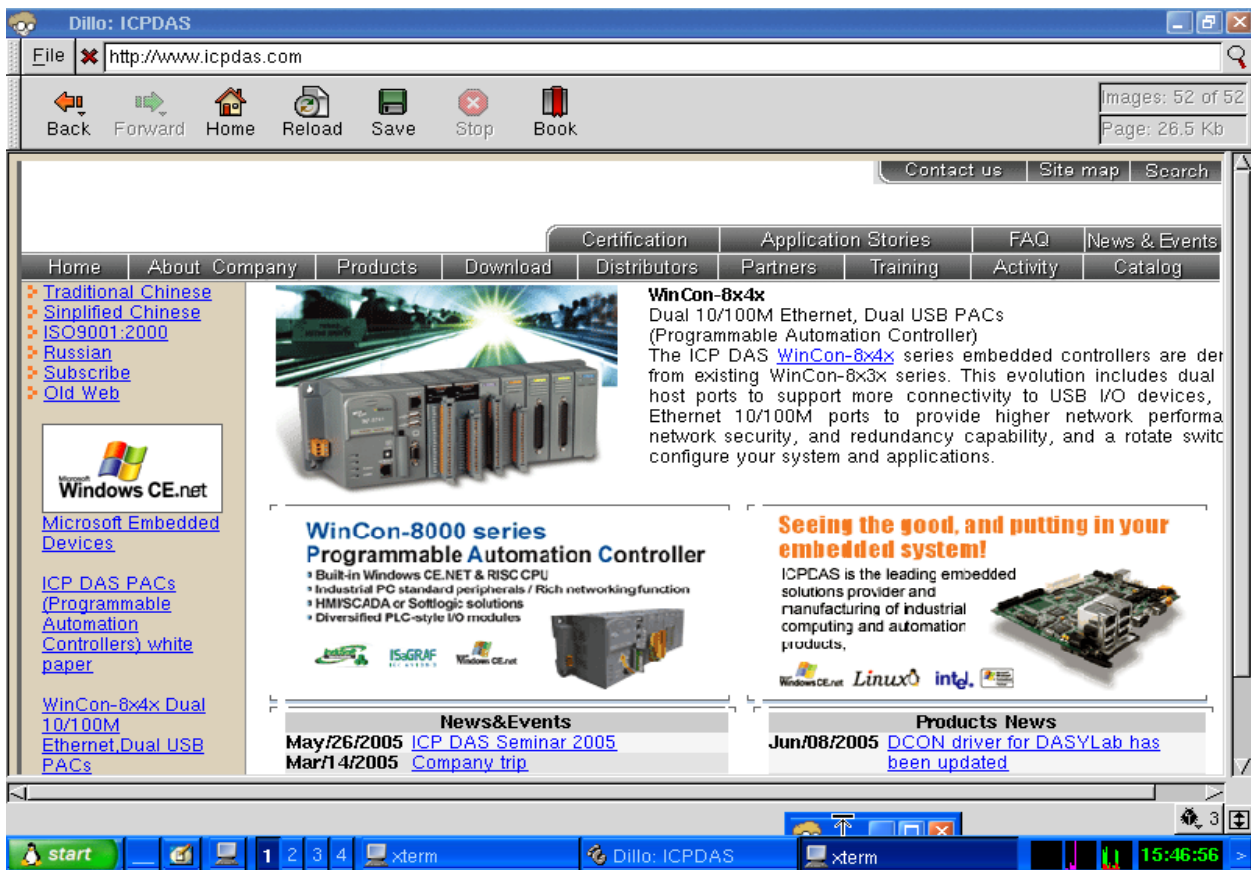 Dillo: ICPDAS
File http://www.icpdas.com
Back Forward Home Reload Save Stop Book
Images: 52 of 52
Page: 26.5 Kb
Contact us Site map Search
Certification Application Stories FAQ News & Events
Home About Company Products Download Distributors Partners Training Activity Catalog
Traditional Chinese
Sinplified Chinese
ISO9001:2000
Russian
Subscribe
Old Web
Microsoft
Windows CE.net
Microsoft Embedded
Devices
ICP DAS PACs
(Programmable
Automation
Controllers) white
paper
WinCon-8x4x Dual
10/100M
Ethernet,Dual USB
PACs
WinCon-8x4x
Dual 10/100M Ethernet, Dual USB PACs
(Programmable Automation Controller)
The ICP DAS WinCon-8x4x series embedded controllers are der
from existing WinCon-8x3x series. This evolution includes dual
host ports to support more connectivity to USB I/O devices,
Ethernet 10/100M ports to provide higher network performa
network security, and redundancy capability, and a rotate switc
configure your system and applications.
WinCon-8000 series
Programmable Automation Controller
Built-in Windows CE.NET & RISC CPU
Industrial PC standard peripherals / Rich networking function
HMI/SCADA or Softlogic solutions
Diversified PLC-style I/O modules
ISaGRAF Windows CE.net
Seeing the good, and putting in your
embedded system!
ICPDAS is the leading embedded
solutions provider and
manufacturing of industrial
computing and automation
products,
Windows CE.net Linux intel.
News&Events
May/26/2005 ICP DAS Seminar 2005
Mar/14/2005 Company trip
Products News
Jun/08/2005 DCON driver for DASYLab has
been updated
3
start 1 2 3 4 xterm Dillo: ICPDAS xterm 15:46:56 >